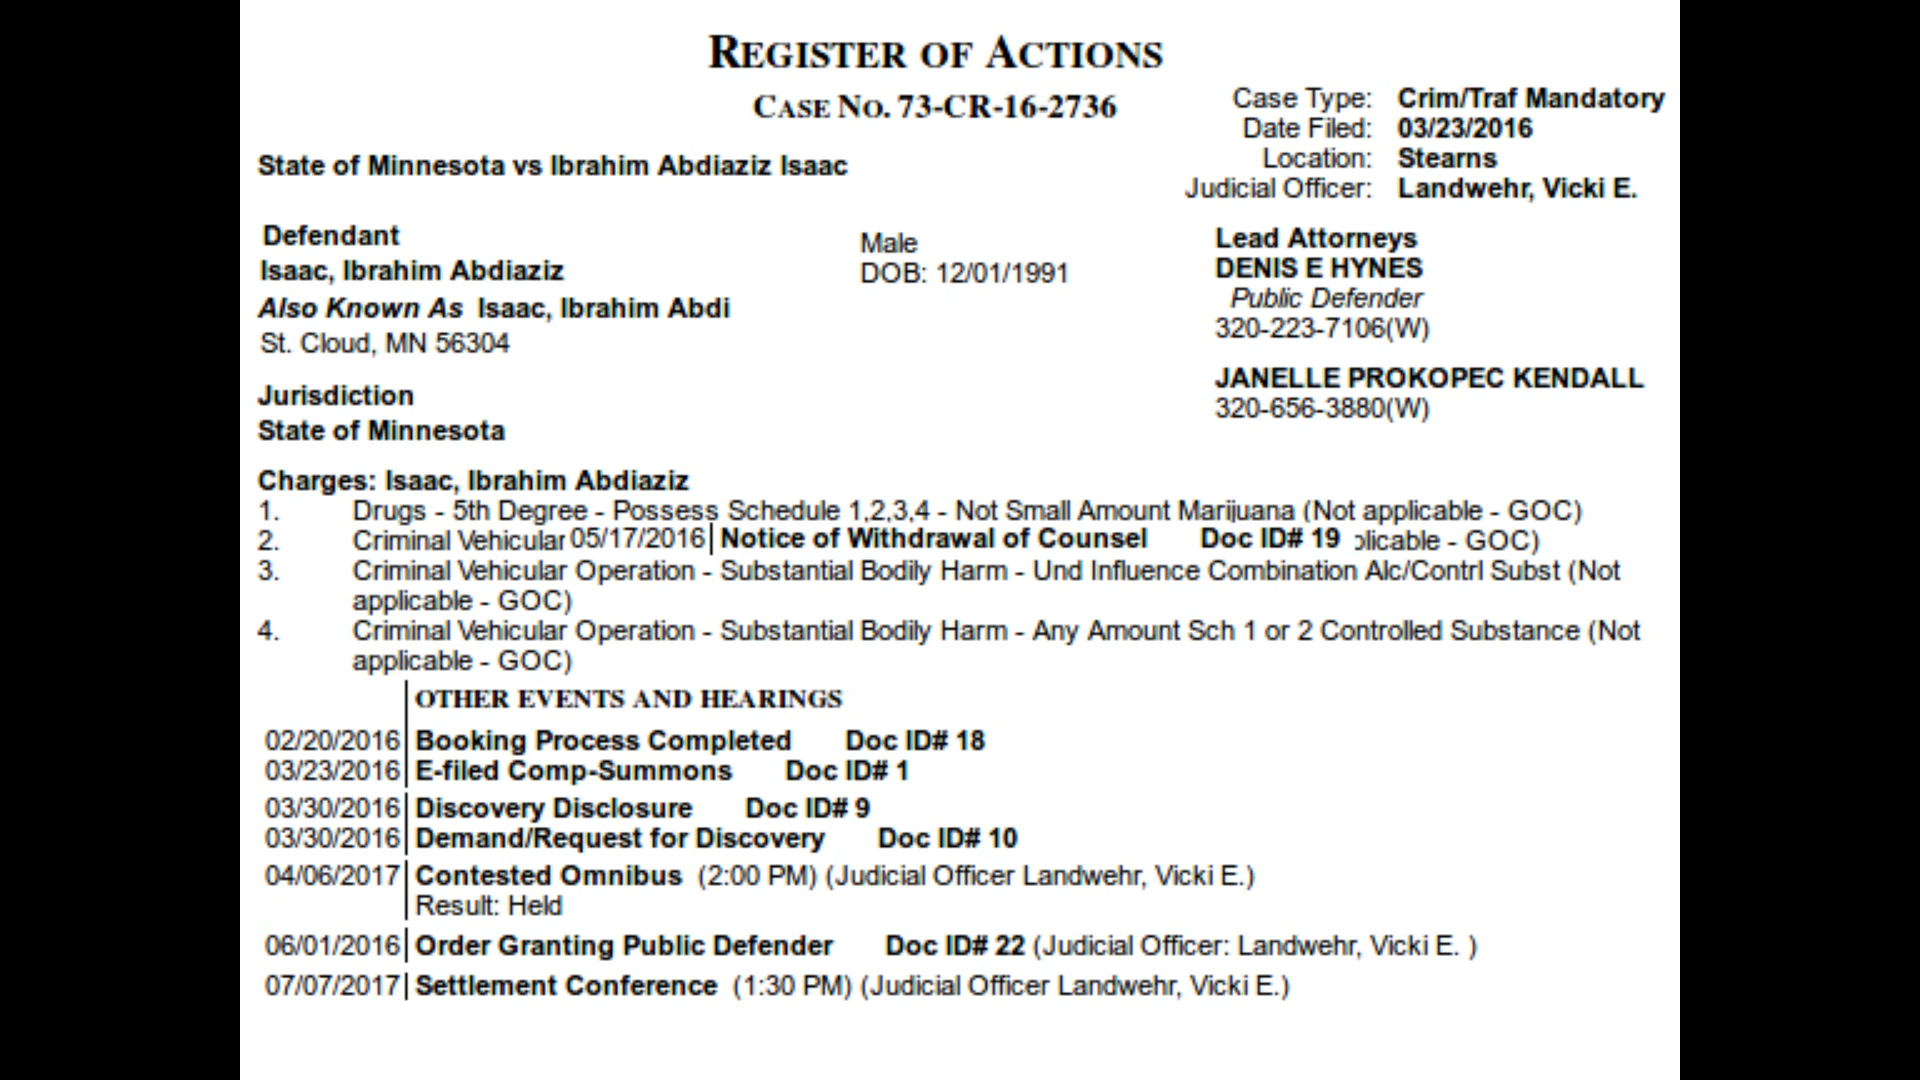 REGISTER OF ACTIONS
CASE NO. 73-CR-16-2736
Case Type: Crim/Traf Mandatory
Date Filed: 03/23/2016
Location: Stearns
Judicial Officer: Landwehr, Vicki E.
State of Minnesota vs Ibrahim Abdiaziz Isaac
Defendant
Isaac, Ibrahim Abdiaziz
Also Known As Isaac, Ibrahim Abdi
St. Cloud, MN 56304
Male
DOB: 12/01/1991
Lead Attorneys
DENIS E HYNES
Public Defender
320-223-7106(W)
JANELLE PROKOPEC KENDALL
320-656-3880(W)
Jurisdiction
State of Minnesota
Charges: Isaac, Ibrahim Abdiaziz
1. Drugs - 5th Degree - Possess Schedule 1,2,3,4 - Not Small Amount Marijuana (Not applicable - GOC)
2. Criminal Vehicular 05/17/2016 Notice of Withdrawal of Counsel Doc ID# 19 plicable - GOC)
3. Criminal Vehicular Operation - Substantial Bodily Harm - Und Influence Combination Alc/Contrl Subst (Not
applicable - GOC)
4. Criminal Vehicular Operation - Substantial Bodily Harm - Any Amount Sch 1 or 2 Controlled Substance (Not
applicable - GOC)
OTHER EVENTS AND HEARINGS
02/20/2016 Booking Process Completed Doc ID# 18
03/23/2016 E-filed Comp-Summons Doc ID# 1
03/30/2016 Discovery Disclosure Doc ID# 9
03/30/2016 Demand/Request for Discovery Doc ID# 10
04/06/2017 Contested Omnibus (2:00 PM) (Judicial Officer Landwehr, Vicki E.)
Result: Held
06/01/2016 Order Granting Public Defender Doc ID# 22 (Judicial Officer: Landwehr, Vicki E. )
07/07/2017 Settlement Conference (1:30 PM) (Judicial Officer Landwehr, Vicki E.)